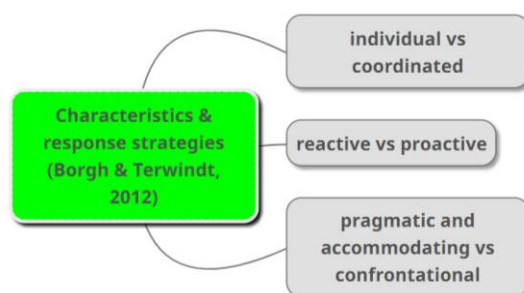 Characteristics &
response strategies
(Borgh & Terwindt,
2012)
individual vs
coordinated
reactive vs proactive
pragmatic and
accommodating vs
confrontational